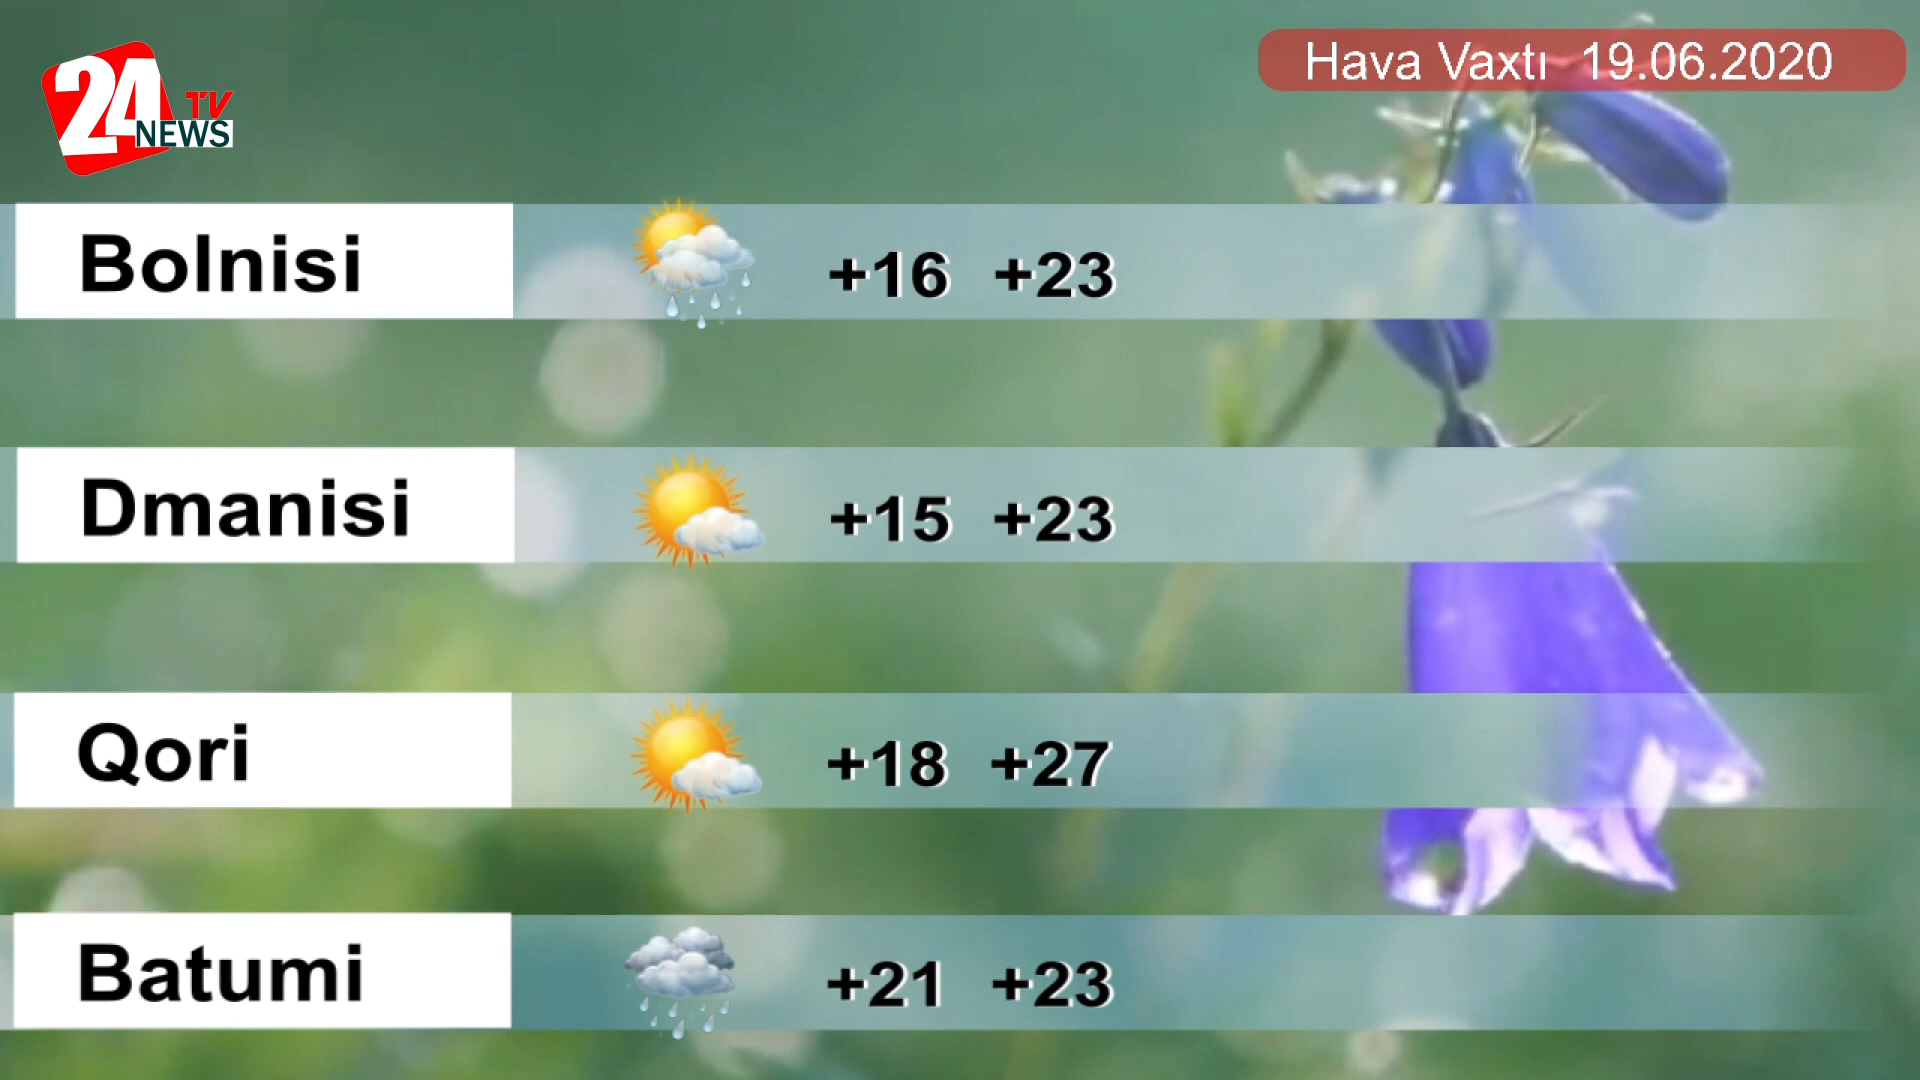 24 TV
NEWS
Hava Vaxtı 19.06.2020
Bolnisi +16 +23
Dmanisi +15 +23
Qori +18 +27
Batumi +21 +23